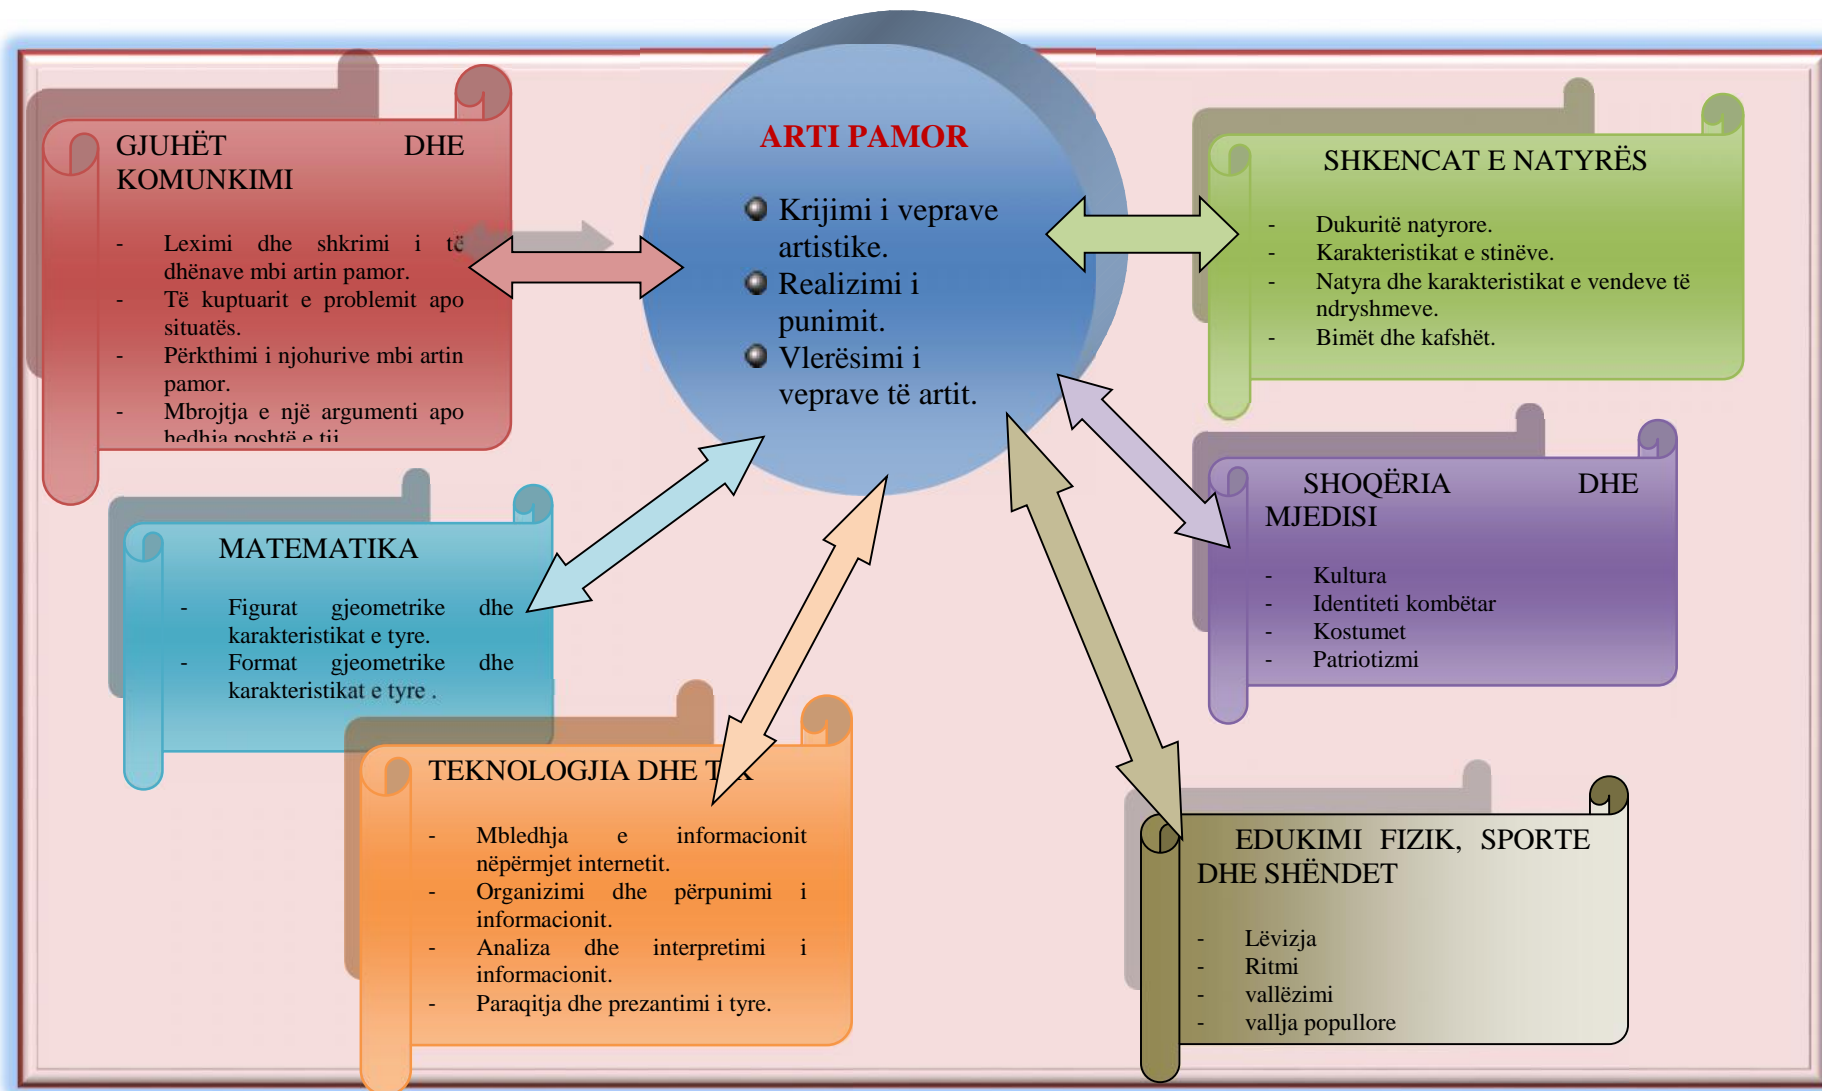 ARTI PAMOR
Krijimi i veprave
artistike.
Realizimi i
punimit.
Vlerësimi i
veprave të artit.
GJUHËT DHE
KOMUNKIMI
- Leximi dhe shkrimi i të
dhënave mbi artin pamor.
- Të kuptuarit e problemit apo
situatës.
- Përkthimi i njohurive mbi artin
pamor.
- Mbrojtja e një argumenti apo
hedhja poshtë e tij
MATEMATIKA
- Figurat gjeometrike dhe
karakteristikat e tyre.
- Format gjeometrike dhe
karakteristikat e tyre .
TEKNOLOGJIA DHE
- Mbledhja e informacionit
nëpërmjet internetit.
- Organizimi dhe përpunimi i
informacionit.
- Analiza dhe interpretimi i
informacionit.
- Paraqitja dhe prezantimi i tyre.
SHKENCAT E NATYRËS
- Dukuritë natyrore.
- Karakteristikat e stinëve.
- Natyra dhe karakteristikat e vendeve të
ndryshmeve.
- Bimët dhe kafshët.
SHOQËRIA DHE
MJEDISI
- Kultura
- Identiteti kombëtar
- Kostumet
- Patriotizmi
EDUKIMI FIZIK, SPORTE
DHE SHËNDET
- Lëvizja
- Ritmi
- vallëzimi
- vallja popullore